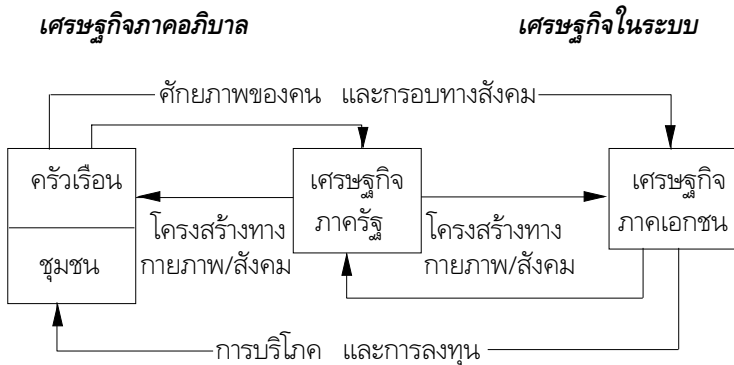 เศรษฐกิจภาคอภิบาล เศรษฐกิจในระบบ
ศักยภาพของคน และกรอบทางสังคม
ครัวเรือน
ชุมชน
โครงสร้างทาง
กายภาพ/สังคม
เศรษฐกิจ
ภาครัฐ
โครงสร้างทาง
กายภาพ/สังคม
เศรษฐกิจ
ภาคเอกชน
การบริโภค และการลงทุน